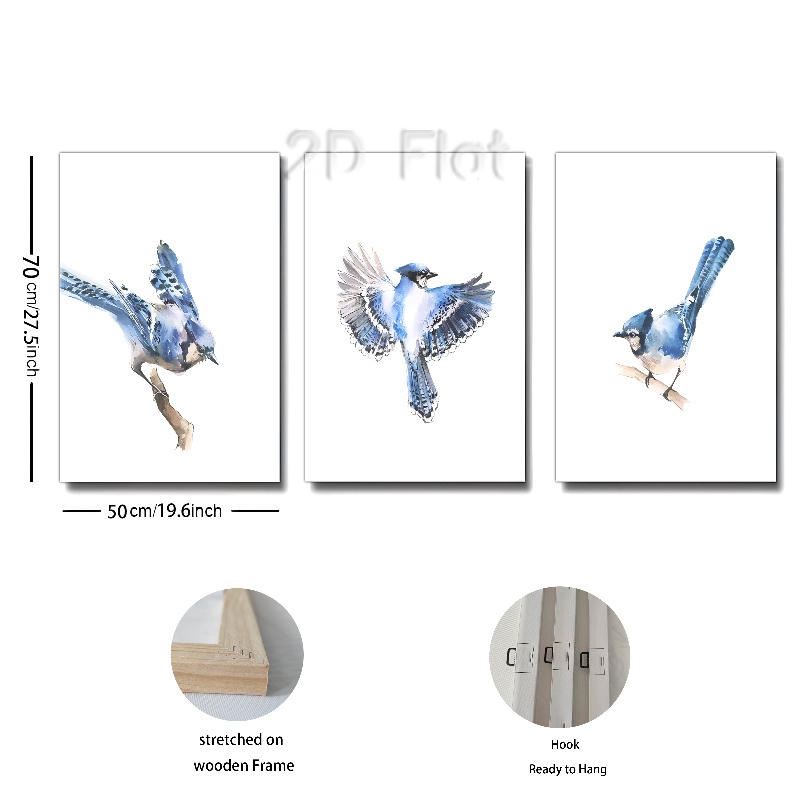 2D Flat
70 cm/27.5inch
50cm/19.6inch
stretched on
wooden Frame
Hook
Ready to Hang